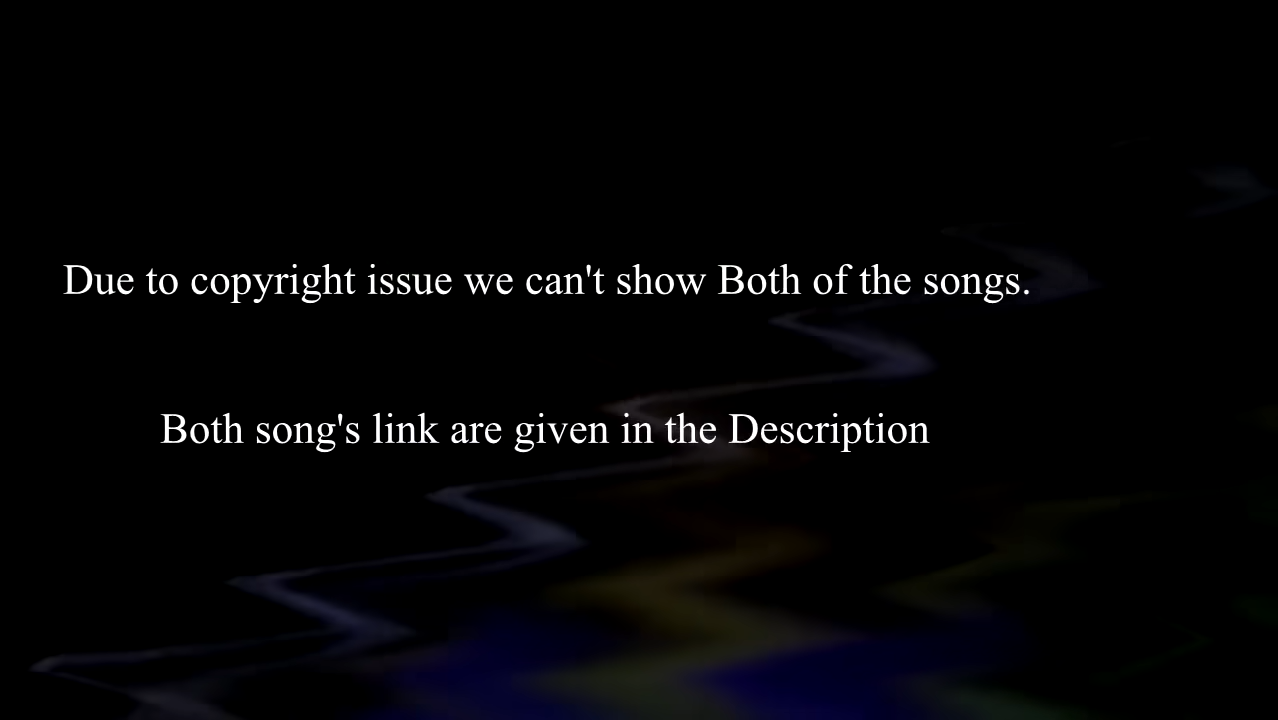 Due to copyright issue we can't show Both of the songs.
Both song's link are given in the Description